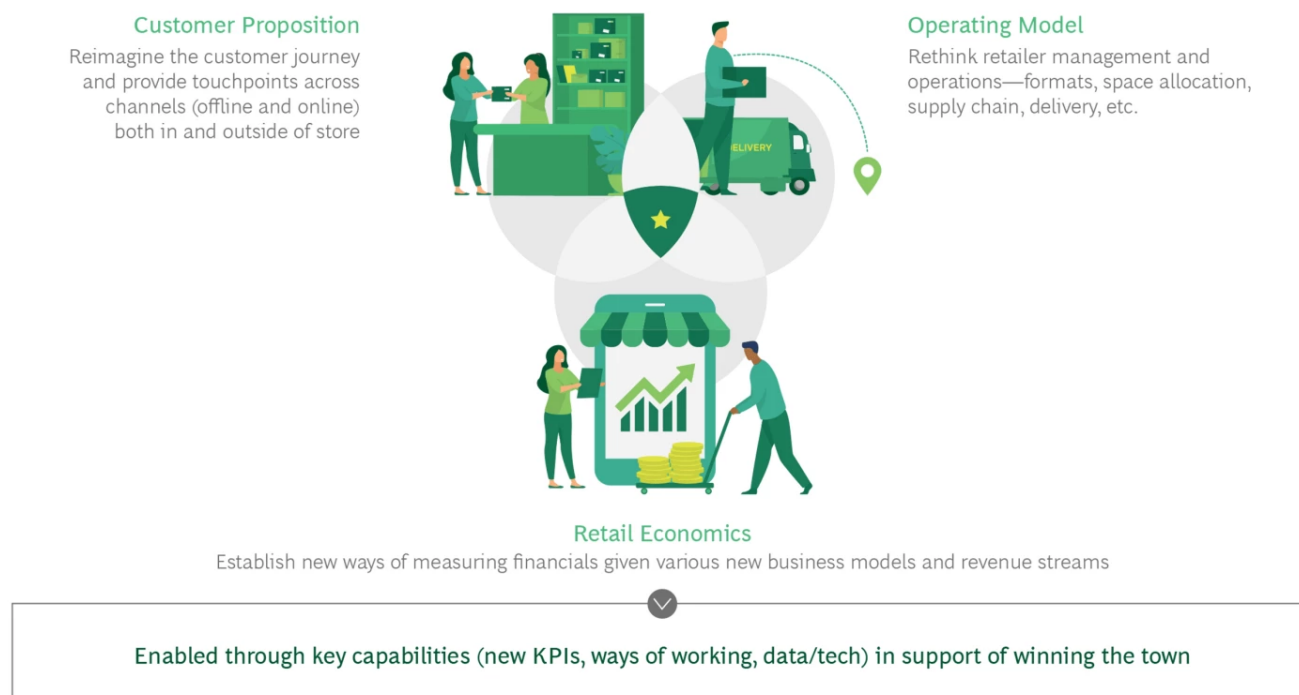 Customer Proposition
Reimagine the customer journey
and provide touchpoints across
channels (offline and online)
both in and outside of store
Operating Model
Rethink retailer management and
operations—formats, space allocation,
supply chain, delivery, etc.
DELIVERY
Retail Economics
Establish new ways of measuring financials given various new business models and revenue streams
Enabled through key capabilities (new KPIs, ways of working, data/tech) in support of winning the town